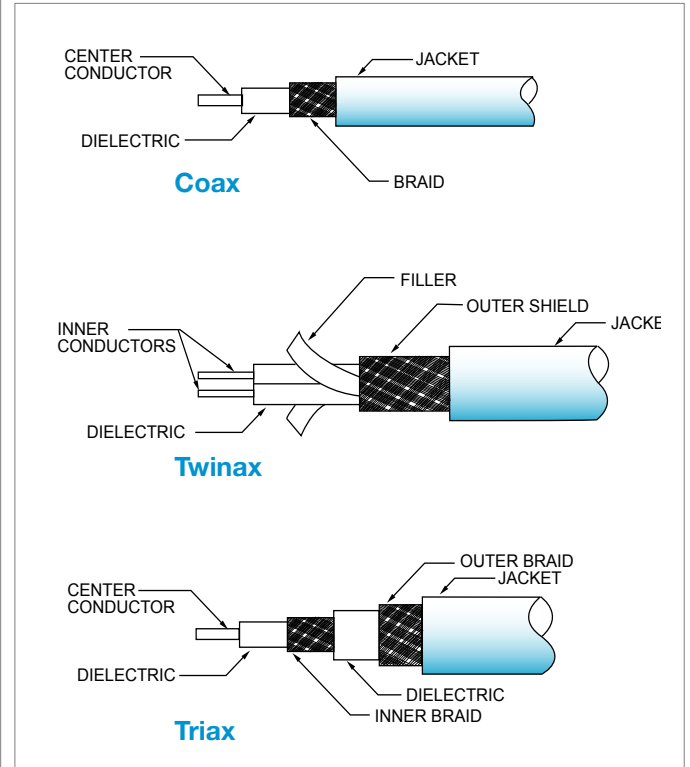 CENTER
CONDUCTOR
JACKET
DIELECTRIC
BRAID
Coax
FILLER
OUTER SHIELD
JACKE
INNER
CONDUCTORS
DIELECTRIC
Twinax
OUTER BRAID
JACKET
CENTER
CONDUCTOR
DIELECTRIC
DIELECTRIC
INNER BRAID
Triax